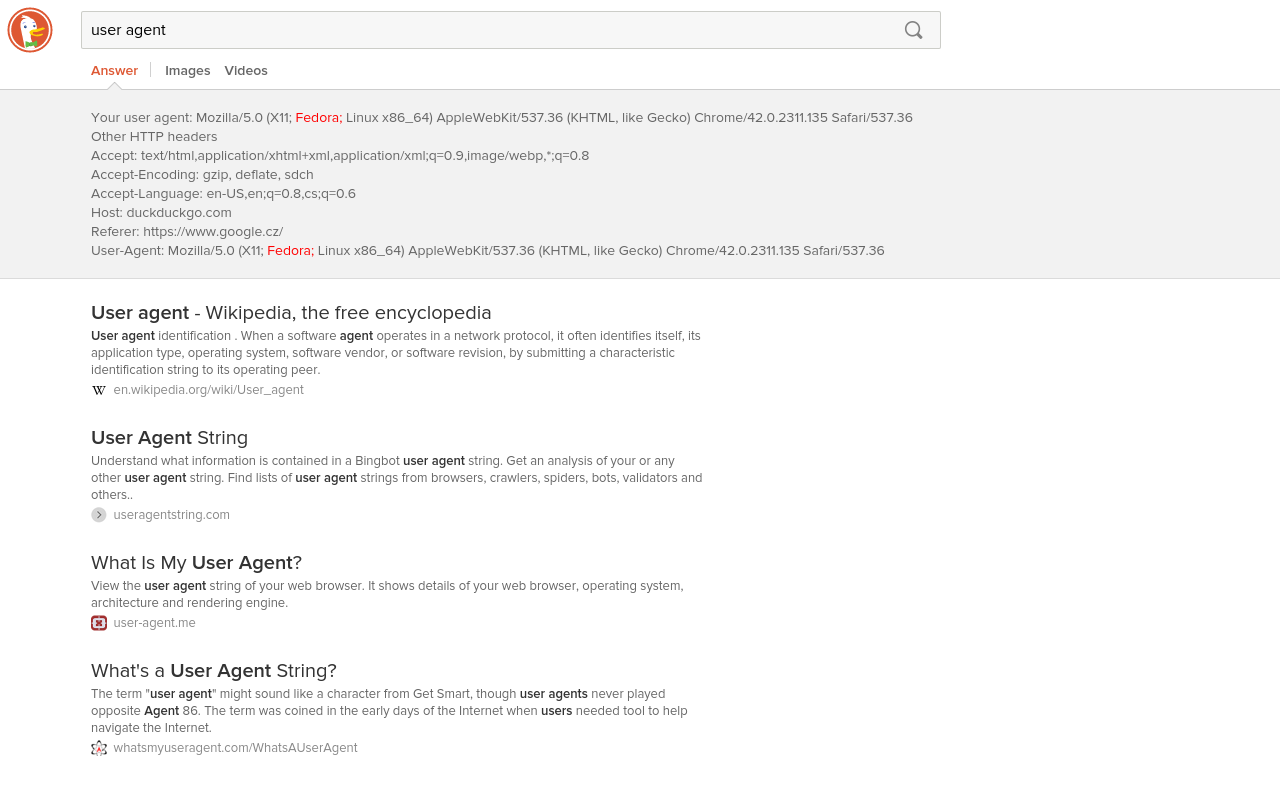 user agent
Answer Images Videos
Your user agent: Mozilla/5.0 (X11; Fedora; Linux x86_64) AppleWebKit/537.36 (KHTML, like Gecko) Chrome/42.0.2311.135 Safari/537.36
Other HTTP headers
Accept: text/html,application/xhtml+xml,application/xml;q=0.9,image/webp,*;q=0.8
Accept-Encoding: gzip, deflate, sdch
Accept-Language: en-US,en;q=0.8,cs;q=0.6
Host: duckduckgo.com
Referer: https://www.google.cz/
User-Agent: Mozilla/5.0 (X11; Fedora; Linux x86_64) AppleWebKit/537.36 (KHTML, like Gecko) Chrome/42.0.2311.135 Safari/537.36
User agent - Wikipedia, the free encyclopedia
User agent identification . When a software agent operates in a network protocol, it often identifies itself, its
application type, operating system, software vendor, or software revision, by submitting a characteristic
identification string to its operating peer.
W en.wikipedia.org/wiki/User_agent
User Agent String
Understand what information is contained in a Bingbot user agent string. Get an analysis of your or any
other user agent string. Find lists of user agent strings from browsers, crawlers, spiders, bots, validators and
others..
useragentstring.com
What Is My User Agent?
View the user agent string of your web browser. It shows details of your web browser, operating system,
architecture and rendering engine.
user-agent.me
What's a User Agent String?
The term "user agent" might sound like a character from Get Smart, though user agents never played
opposite Agent 86. The term was coined in the early days of the Internet when users needed tool to help
navigate the Internet.
whatsmyuseragent.com/WhatsAUserAgent